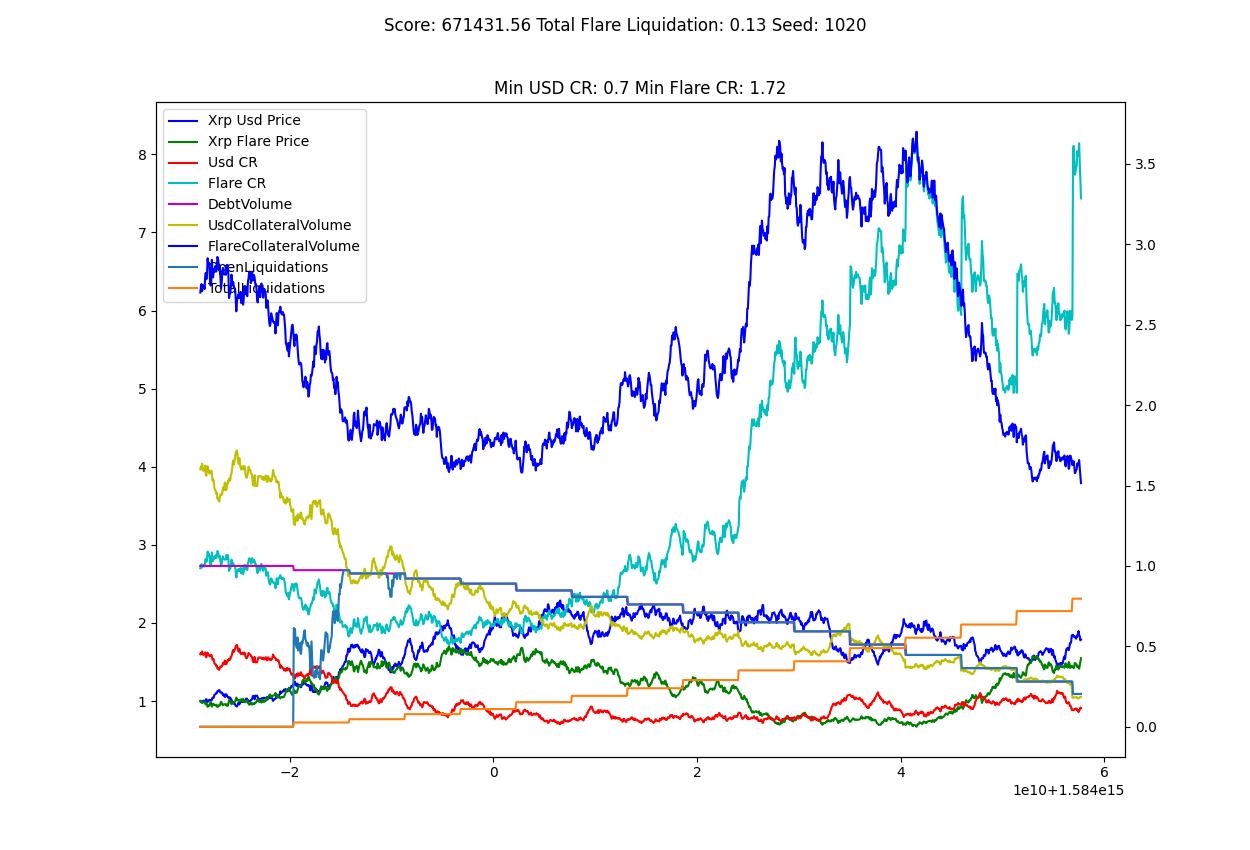 Score: 671431.56 Total Flare Liquidation: 0.13 Seed: 1020
Min USD CR: 0.7 Min Flare CR: 1.72
Xrp Usd Price
Xrp Flare Price
Usd CR
Flare CR
DebtVolume
UsdCollateralVolume
FlareCollateralVolume
OpenLiquidations
TotalLiquidations
8
7
6
5
4
3
2
1
3.5
3.0
2.5
2.0
1.5
1.0
0.5
0.0
−2
0
2
4
6
1e10+1.584e15